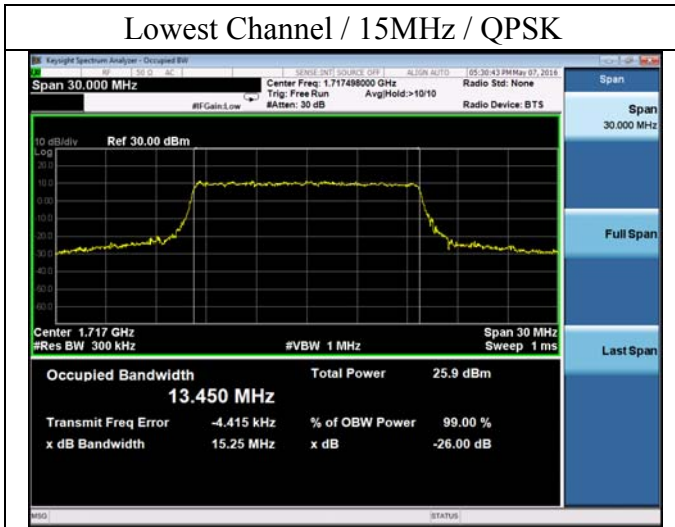 Lowest Channel / 15MHz / QPSK
Keysight Spectrum Analyzer - Occupied BW
RF 50 Ω AC SENSE:INT SOURCE OFF ALIGN AUTO 05:30:43 PM May 07, 2016
Span 30.000 MHz Center Freq: 1.717498000 GHz Radio Std: None Span
Trig: Free Run Avg|Hold:>10/10
#IFGain:Low #Atten: 30 dB Radio Device: BTS
Span
30.000 MHz
10 dB/div Ref 30.00 dBm
Log
20.0
10.0
0.00
-10.0
-20.0
-30.0
-40.0
-50.0
-60.0
Full Span
Center 1.717 GHz Span 30 MHz
#Res BW 300 kHz #VBW 1 MHz Sweep 1 ms
Last Span
Occupied Bandwidth Total Power 25.9 dBm
13.450 MHz
Transmit Freq Error -4.415 kHz % of OBW Power 99.00 %
x dB Bandwidth 15.25 MHz x dB -26.00 dB
MSG STATUS